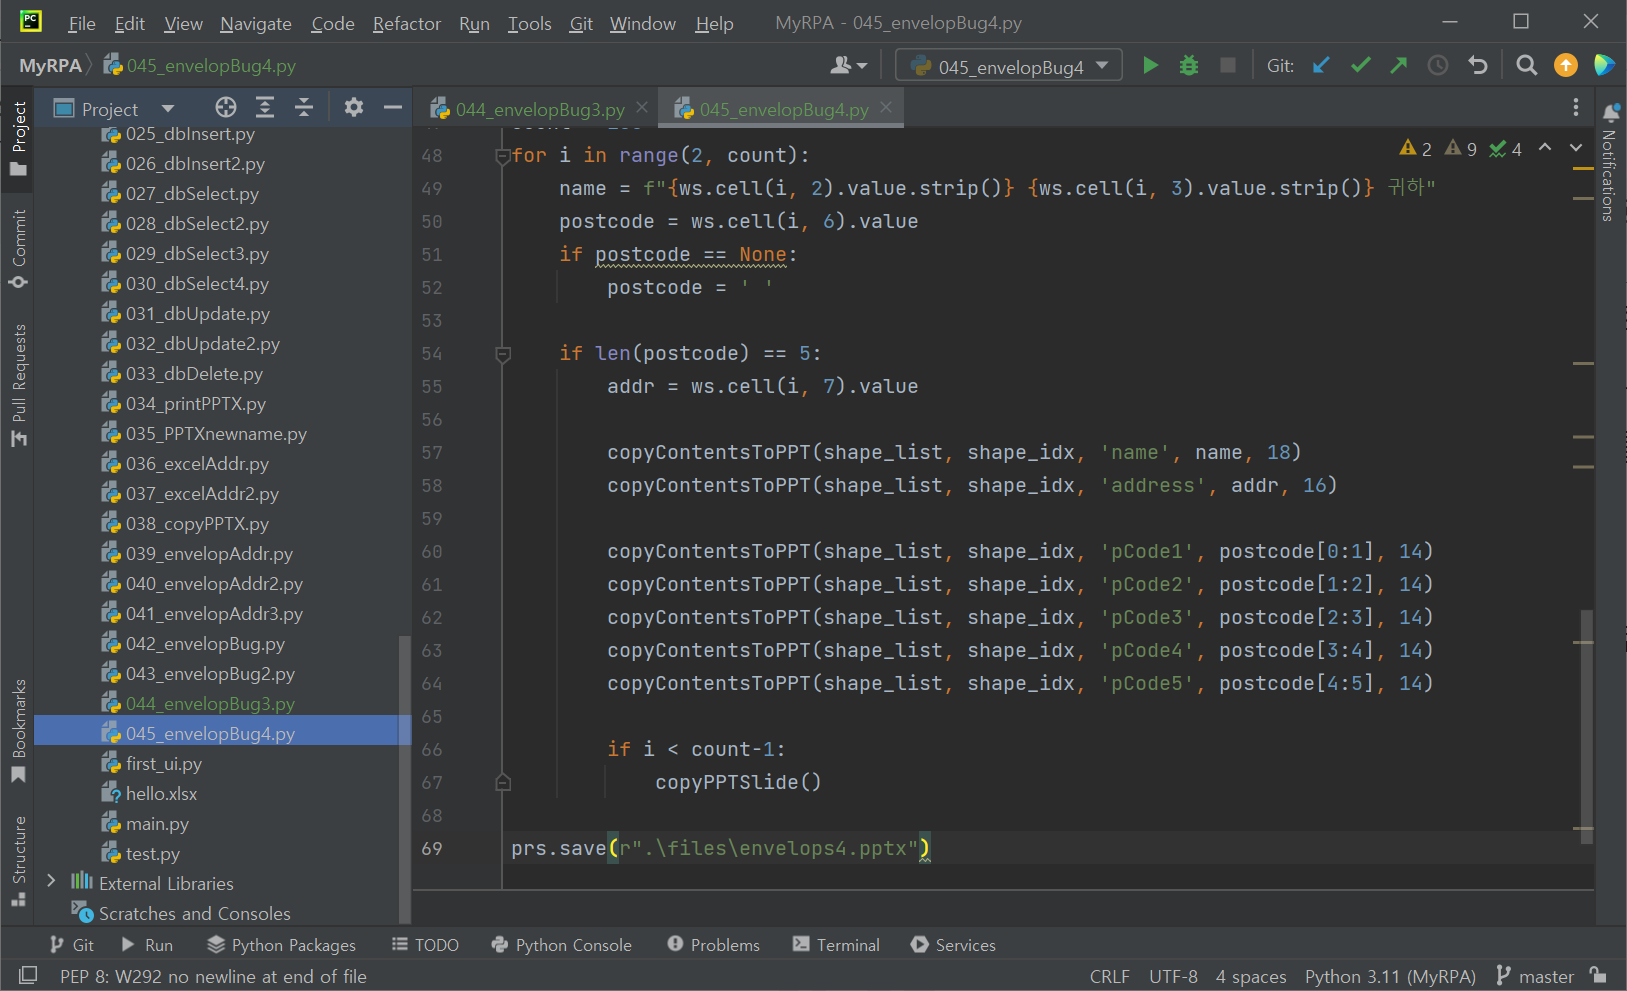 File Edit View Navigate Code Refactor Run Tools Git Window Help MyRPA - 045_envelopBug4.py
MyRPA 045_envelopBug4.py 045_envelopBug4 Git:
Project 044_envelopBug3.py 045_envelopBug4.py
Project
Commit
Pull Requests
Bookmarks
Structure
Notifications
025_dbInsert.py
026_dbInsert2.py
027_dbSelect.py
028_dbSelect2.py
029_dbSelect3.py
030_dbSelect4.py
031_dbUpdate.py
032_dbUpdate2.py
033_dbDelete.py
034_printPPTX.py
035_PPTXnewname.py
036_excelAddr.py
037_excelAddr2.py
038_copyPPTX.py
039_envelopAddr.py
040_envelopAddr2.py
041_envelopAddr3.py
042_envelopBug.py
043_envelopBug2.py
044_envelopBug3.py
045_envelopBug4.py
first_ui.py
hello.xlsx
main.py
test.py
External Libraries
Scratches and Consoles
2 9 4
48 for i in range(2, count):
49 name = f"{ws.cell(i, 2).value.strip()} {ws.cell(i, 3).value.strip()} 귀하"
50 postcode = ws.cell(i, 6).value
51 if postcode == None:
52 postcode = ' '
53
54 if len(postcode) == 5:
55 addr = ws.cell(i, 7).value
56
57 copyContentsToPPT(shape_list, shape_idx, 'name', name, 18)
58 copyContentsToPPT(shape_list, shape_idx, 'address', addr, 16)
59
60 copyContentsToPPT(shape_list, shape_idx, 'pCode1', postcode[0:1], 14)
61 copyContentsToPPT(shape_list, shape_idx, 'pCode2', postcode[1:2], 14)
62 copyContentsToPPT(shape_list, shape_idx, 'pCode3', postcode[2:3], 14)
63 copyContentsToPPT(shape_list, shape_idx, 'pCode4', postcode[3:4], 14)
64 copyContentsToPPT(shape_list, shape_idx, 'pCode5', postcode[4:5], 14)
65
66 if i < count-1:
67 copyPPTSlide()
68
69 prs.save(r".\files\envelops4.pptx")
Git Run Python Packages TODO Python Console Problems Terminal Services
PEP 8: W292 no newline at end of file CRLF UTF-8 4 spaces Python 3.11 (MyRPA) master